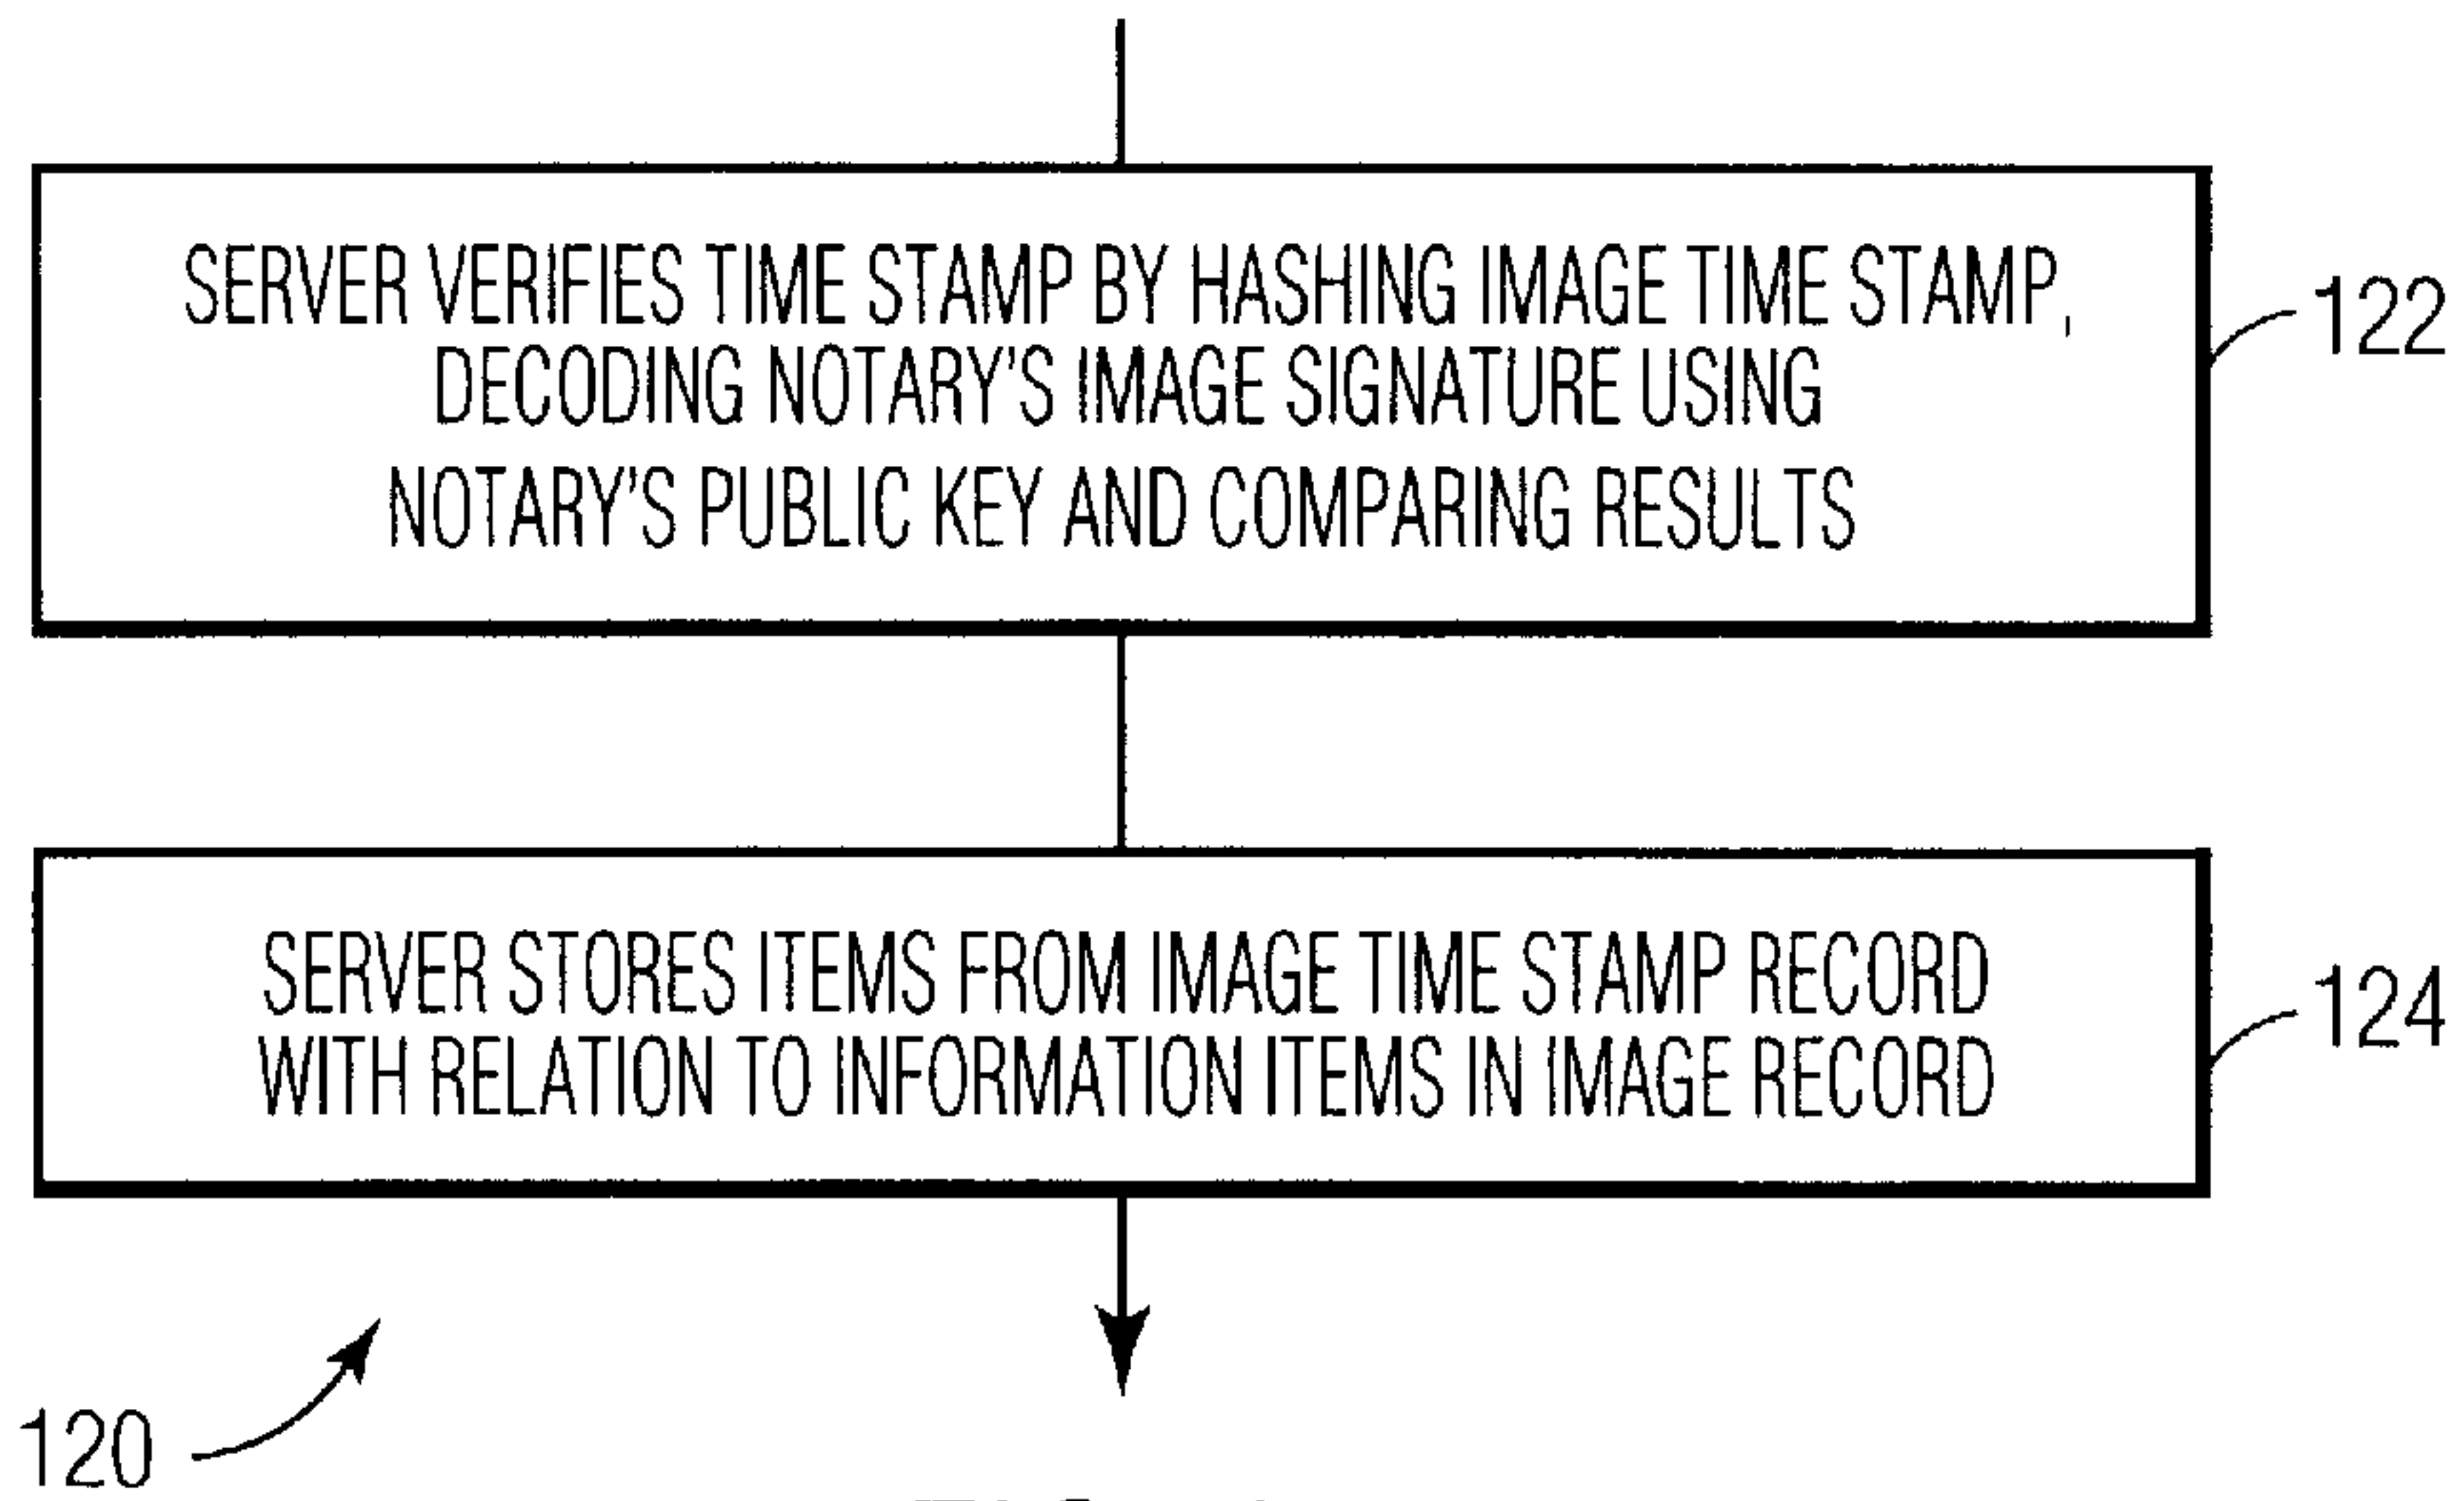 SERVER VERIFIES TIME STAMP BY HASHING IMAGE TIME STAMP,
DECODING NOTARY'S IMAGE SIGNATURE USING
NOTARY'S PUBLIC KEY AND COMPARING RESULTS
122
SERVER STORES ITEMS FROM IMAGE TIME STAMP RECORD
WITH RELATION TO INFORMATION ITEMS IN IMAGE RECORD
124
120